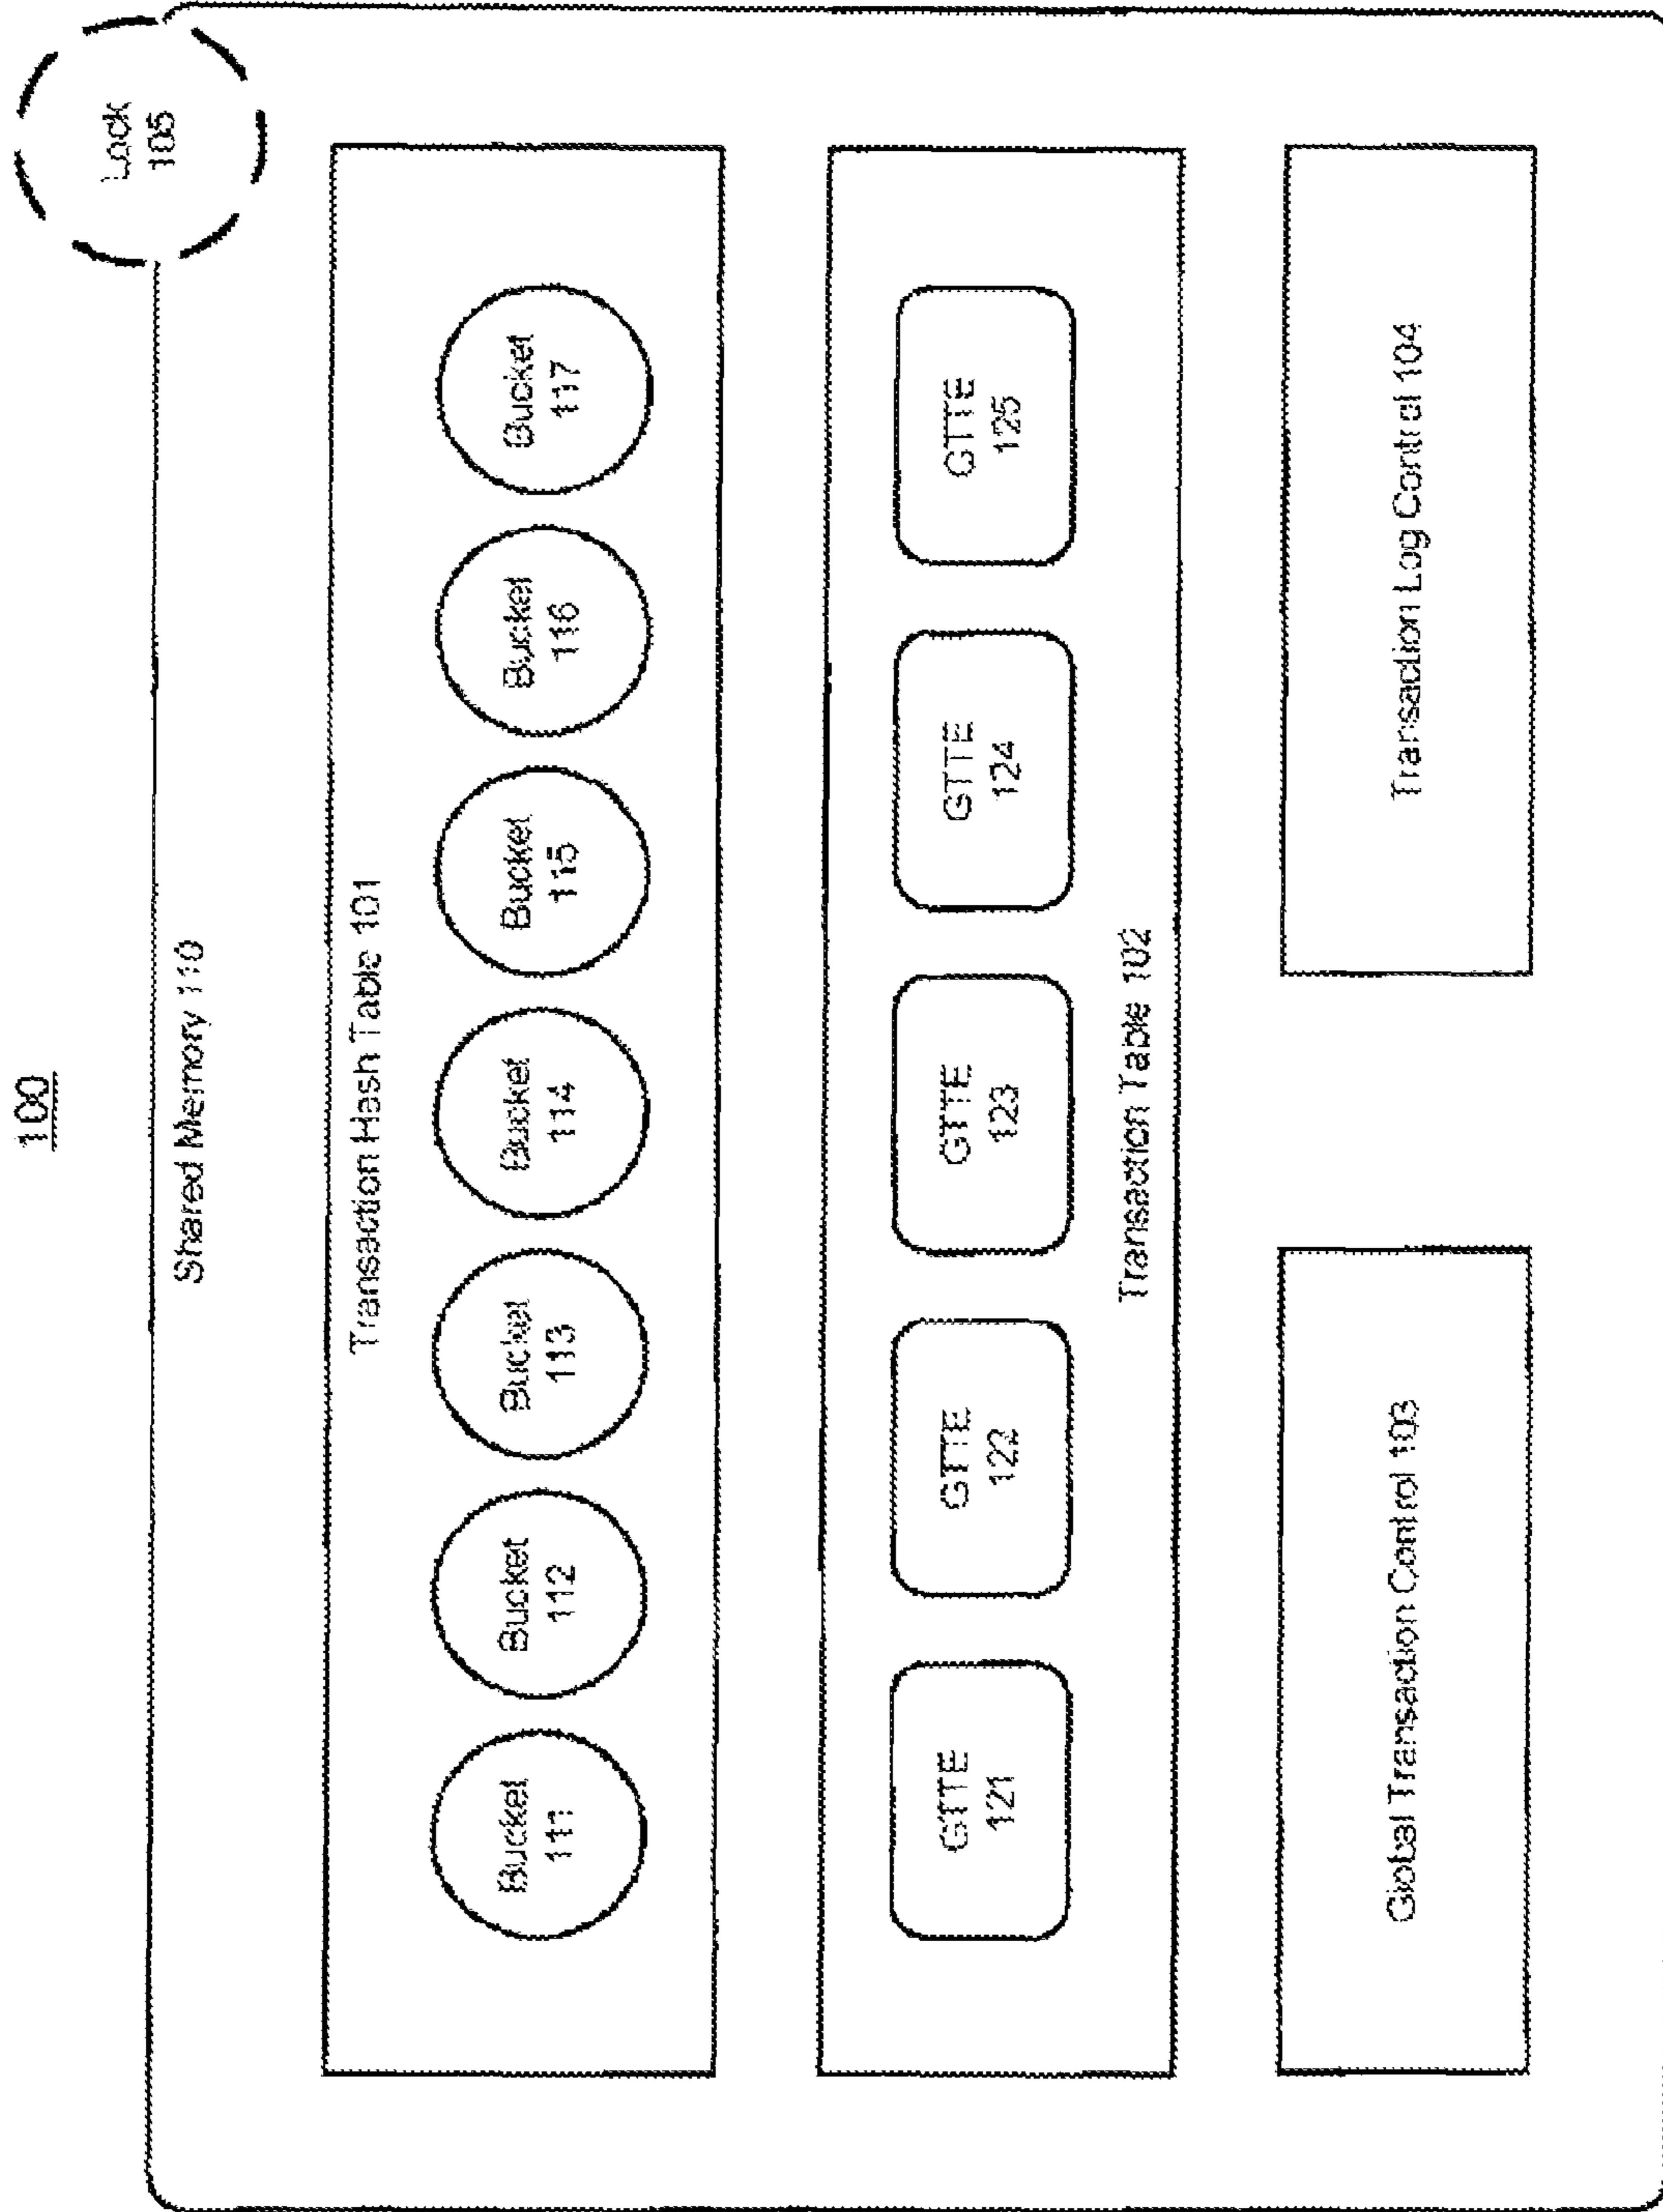 100
Lock
105
Shared Memory 110
Transaction Hash Table 101
Bucket
111
Bucket
112
Bucket
113
Bucket
114
Bucket
115
Bucket
116
Bucket
117
GTTE
121
GTTE
122
GTTE
123
GTTE
124
GTTE
125
Transaction Table 102
Global Transaction Control 103
Transaction Log Control 104